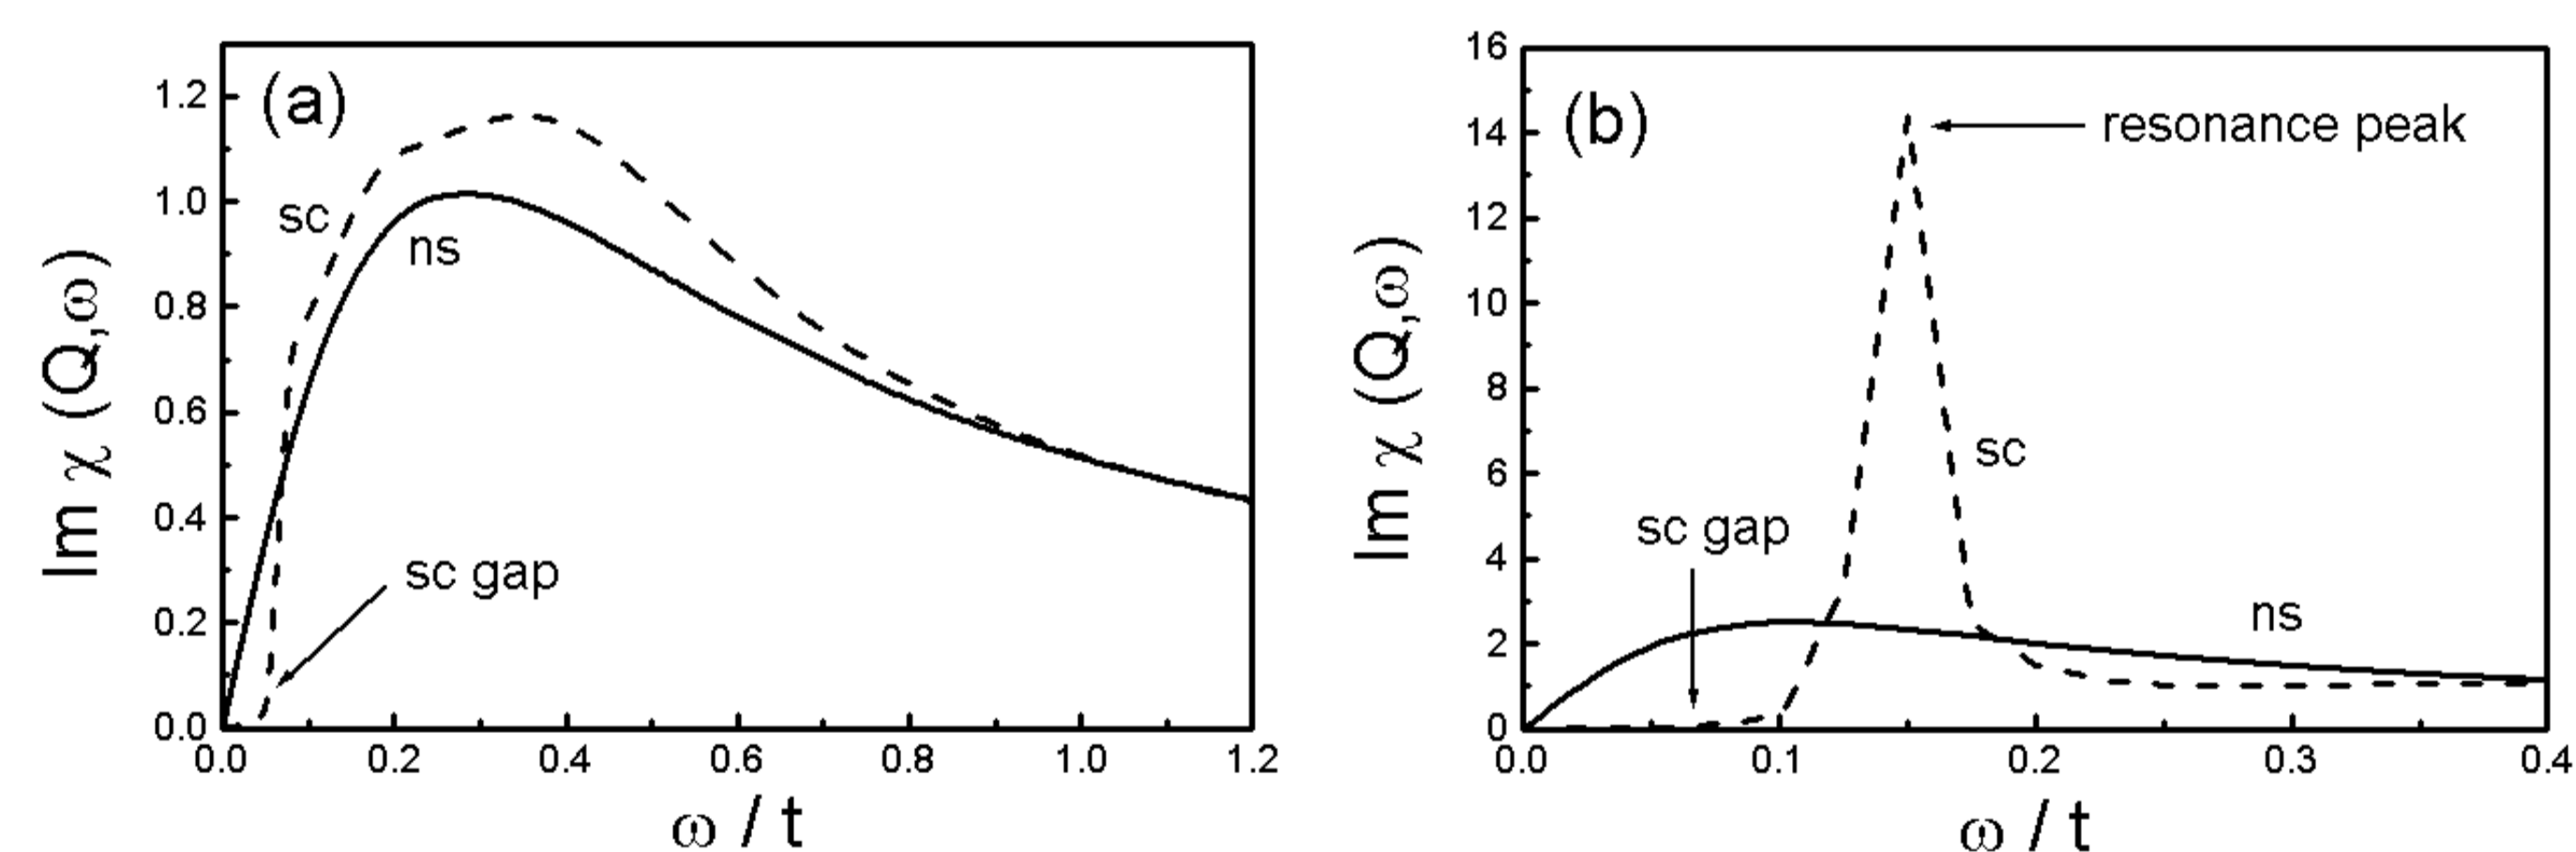 (a)
1.2
1.0
0.8
0.6
0.4
0.2
0.0
sc
ns
sc gap
0.0 0.2 0.4 0.6 0.8 1.0 1.2
ω / t
Im χ (Q,ω)
(b)
16
14
12
10
8
6
4
2
0
resonance peak
sc
sc gap
ns
0.0 0.1 0.2 0.3 0.4
ω / t
Im χ (Q,ω)